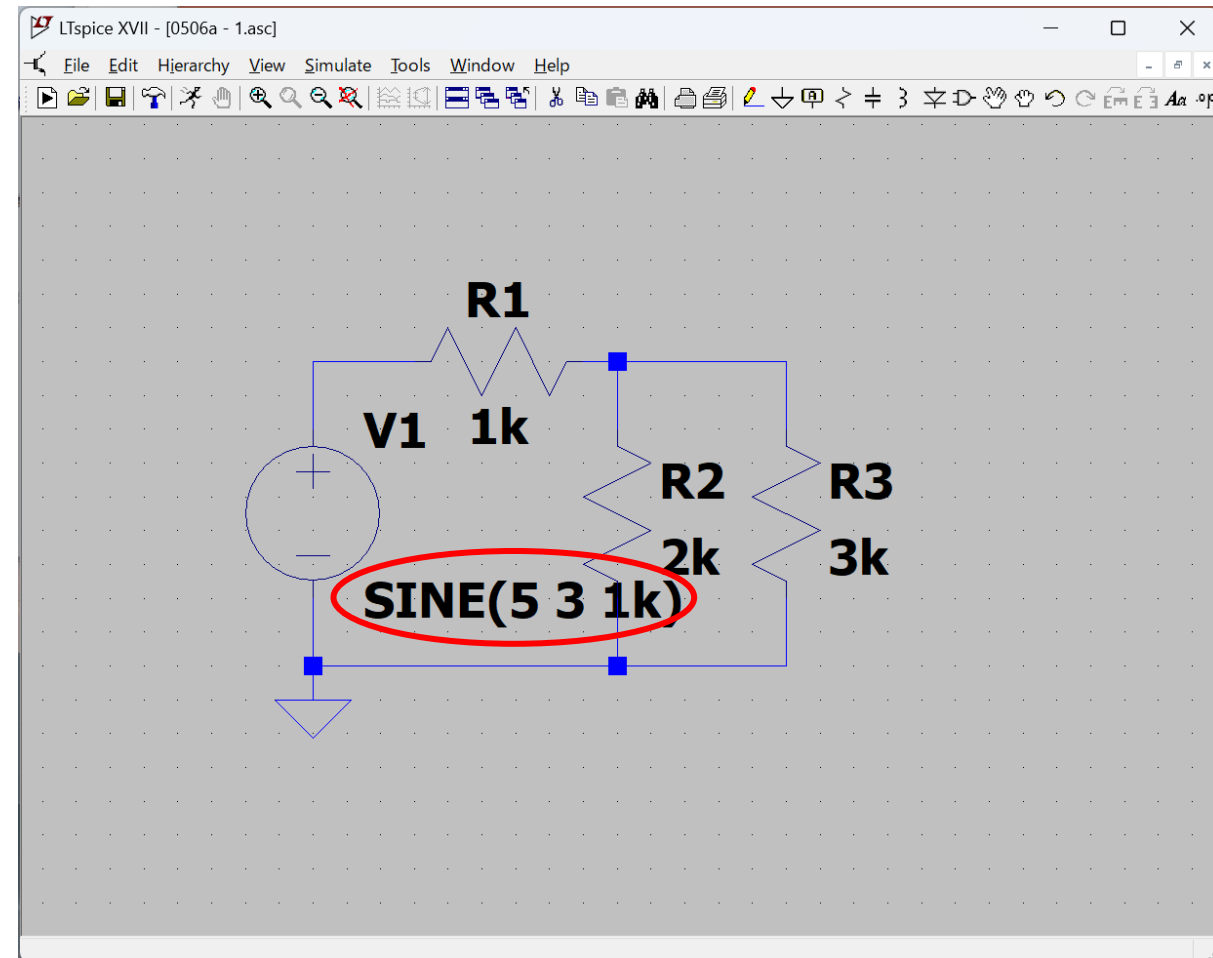 LTspice XVII - [0506a - 1.asc]
File Edit Hierarchy View Simulate Tools Window Help
R1
V1 1k
R2 R3
2k 3k
SINE(5 3 1k)